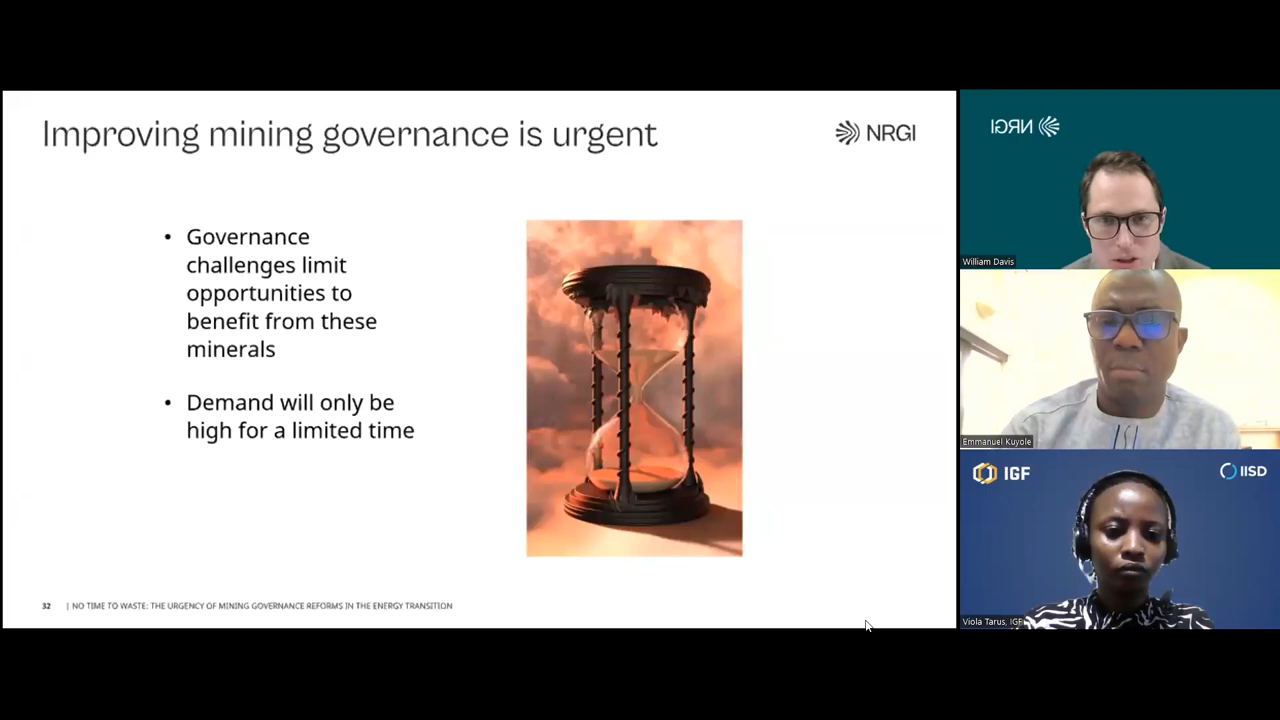 Improving mining governance is urgent
NRGI
• Governance
challenges limit
opportunities to
benefit from these
minerals
• Demand will only be
high for a limited time
32 | NO TIME TO WASTE: THE URGENCY OF MINING GOVERNANCE REFORMS IN THE ENERGY TRANSITION
NRGI
William Davis
Emmanuel Kuyole
IGF
IISD
Viola Tarus, IGF